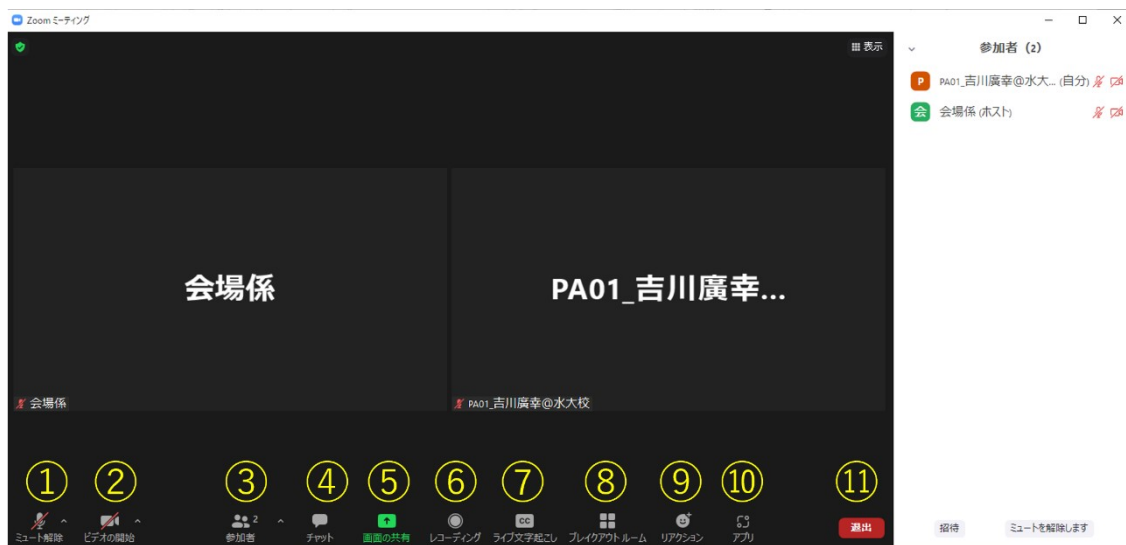 Zoom ミーティング
表示
参加者 (2)
P PA01_吉川廣幸@水大... (自分)
会 会場係 (ホスト)
会場係
PA01_吉川廣幸...
会場係
PA01_吉川廣幸@水大校
① ② ③ ④ ⑤ ⑥ ⑦ ⑧ ⑨ ⑩ ⑪
2
CC
ミュート解除 ビデオの開始 参加者 チャット 画面の共有 レコーディング ライブ文字起こし ブレイクアウト ルーム リアクション アプリ 退出
招待 ミュートを解除します